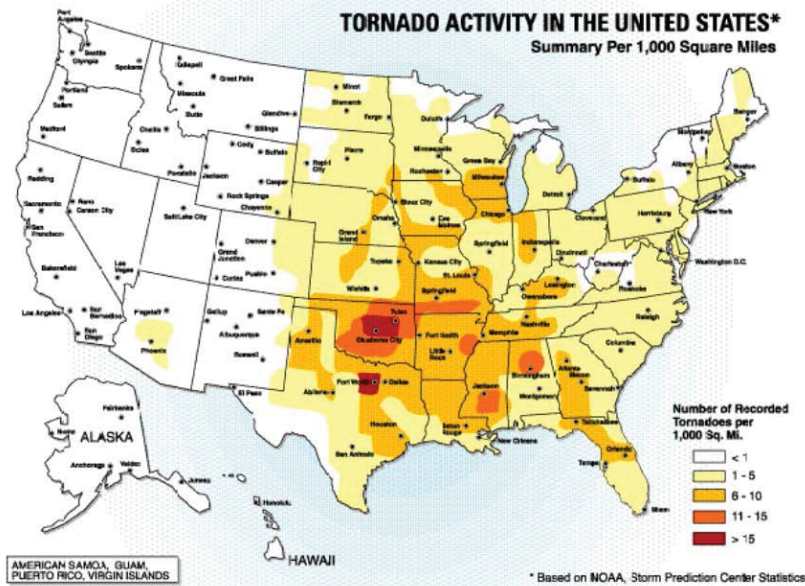 TORNADO ACTIVITY IN THE UNITED STATES*
Summary Per 1,000 Square Miles
Port Angeles
Seattle
Olympia
Spokane
Kalispell
Great Falls
Missoula
Butte
Glendive
Billings
Portland
Salem
Medford
Boise
Pocatello
Cody
Buffalo
Jackson
Casper
Rock Springs
Cheyenne
Minot
Bismarck
Fargo
Duluth
Rapid City
Pierre
Minneapolis
Rochester
Green Bay
Milwaukee
Redding
Reno
Carson City
Sacramento
San Francisco
Salt Lake City
Grand Junction
Denver
Pueblo
Cortez
Grand Island
Omaha
Sioux City
Des Moines
Chicago
Detroit
Cleveland
Buffalo
Montpelier
Bangor
Albany
Boston
Harrisburg
New York
Washington D.C.
Bakersfield
Las Vegas
Los Angeles
San Bernardino
San Diego
Flagstaff
Phoenix
Gallup
Santa Fe
Albuquerque
Roswell
El Paso
Topeka
Wichita
Kansas City
St. Louis
Springfield
Springfield
Indianapolis
Cincinnati
Charleston
Roanoke
Lexington
Owensboro
Nashville
Raleigh
Tulsa
Oklahoma City
Amarillo
Fort Smith
Little Rock
Memphis
Columbia
Atlanta
Macon
Savannah
Birmingham
Montgomery
Jackson
Fort Worth
Dallas
Abilene
Houston
San Antonio
Baton Rouge
New Orleans
Tallahassee
Orlando
Tampa
Miami
Fairbanks
Nome
ALASKA
Anchorage
Valdez
Juneau
Honolulu
HAWAII
Number of Recorded
Tornadoes per
1,000 Sq. Mi.
< 1
1 - 5
6 - 10
11 - 15
> 15
AMERICAN SAMOA, GUAM,
PUERTO RICO, VIRGIN ISLANDS
* Based on NOAA, Storm Prediction Center Statistics